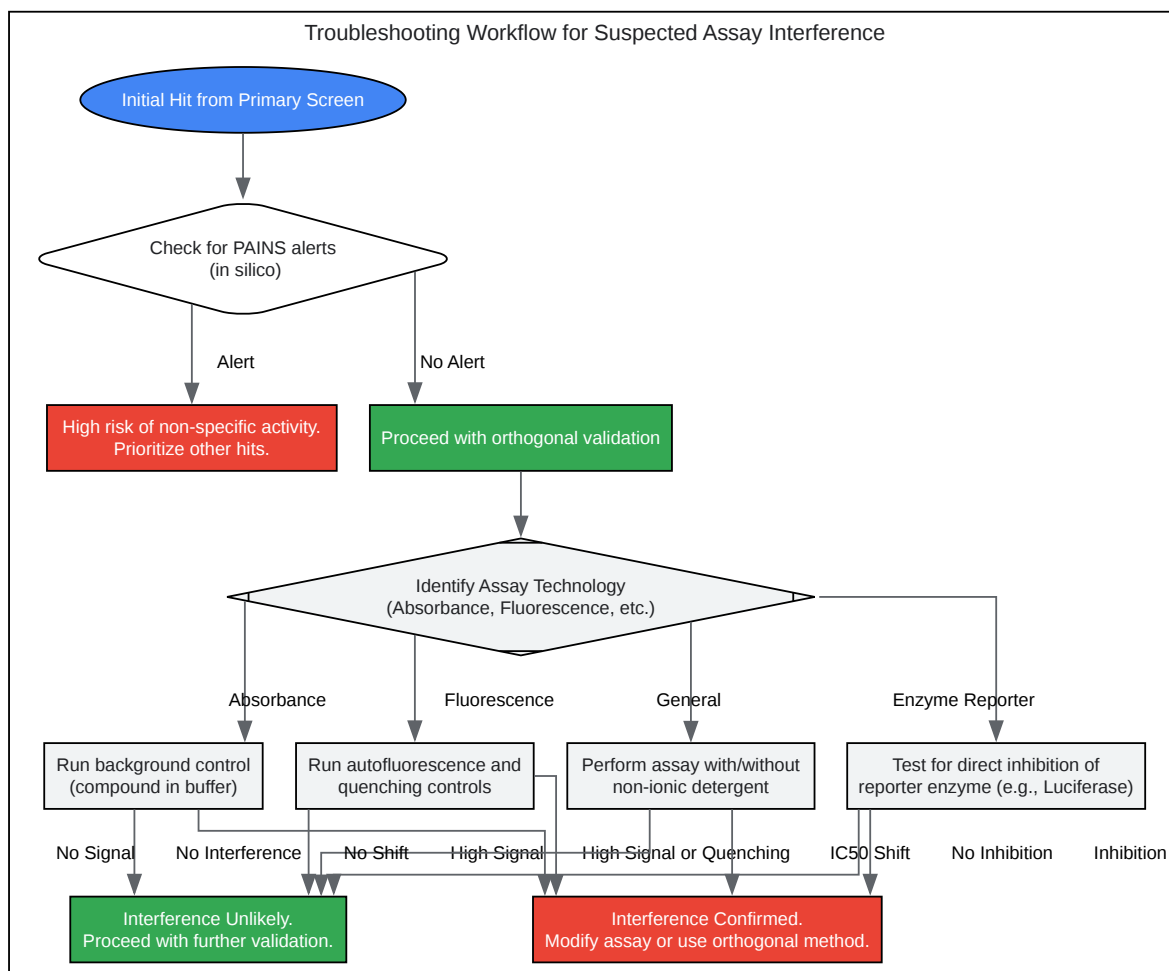 Troubleshooting Workflow for Suspected Assay Interference
Initial Hit from Primary Screen
Check for PAINS alerts
(in silico)
Alert
No Alert
High risk of non-specific activity.
Prioritize other hits.
Proceed with orthogonal validation
Identify Assay Technology
(Absorbance, Fluorescence, etc.)
Absorbance
Fluorescence
General
Enzyme Reporter
Run background control
(compound in buffer)
Run autofluorescence and
quenching controls
Perform assay with/without
non-ionic detergent
Test for direct inhibition of
reporter enzyme (e.g., Luciferase)
No Signal
No Interference
No Shift
High Signal
High Signal or Quenching
IC50 Shift
No Inhibition
Inhibition
Interference Unlikely.
Proceed with further validation.
Interference Confirmed.
Modify assay or use orthogonal method.